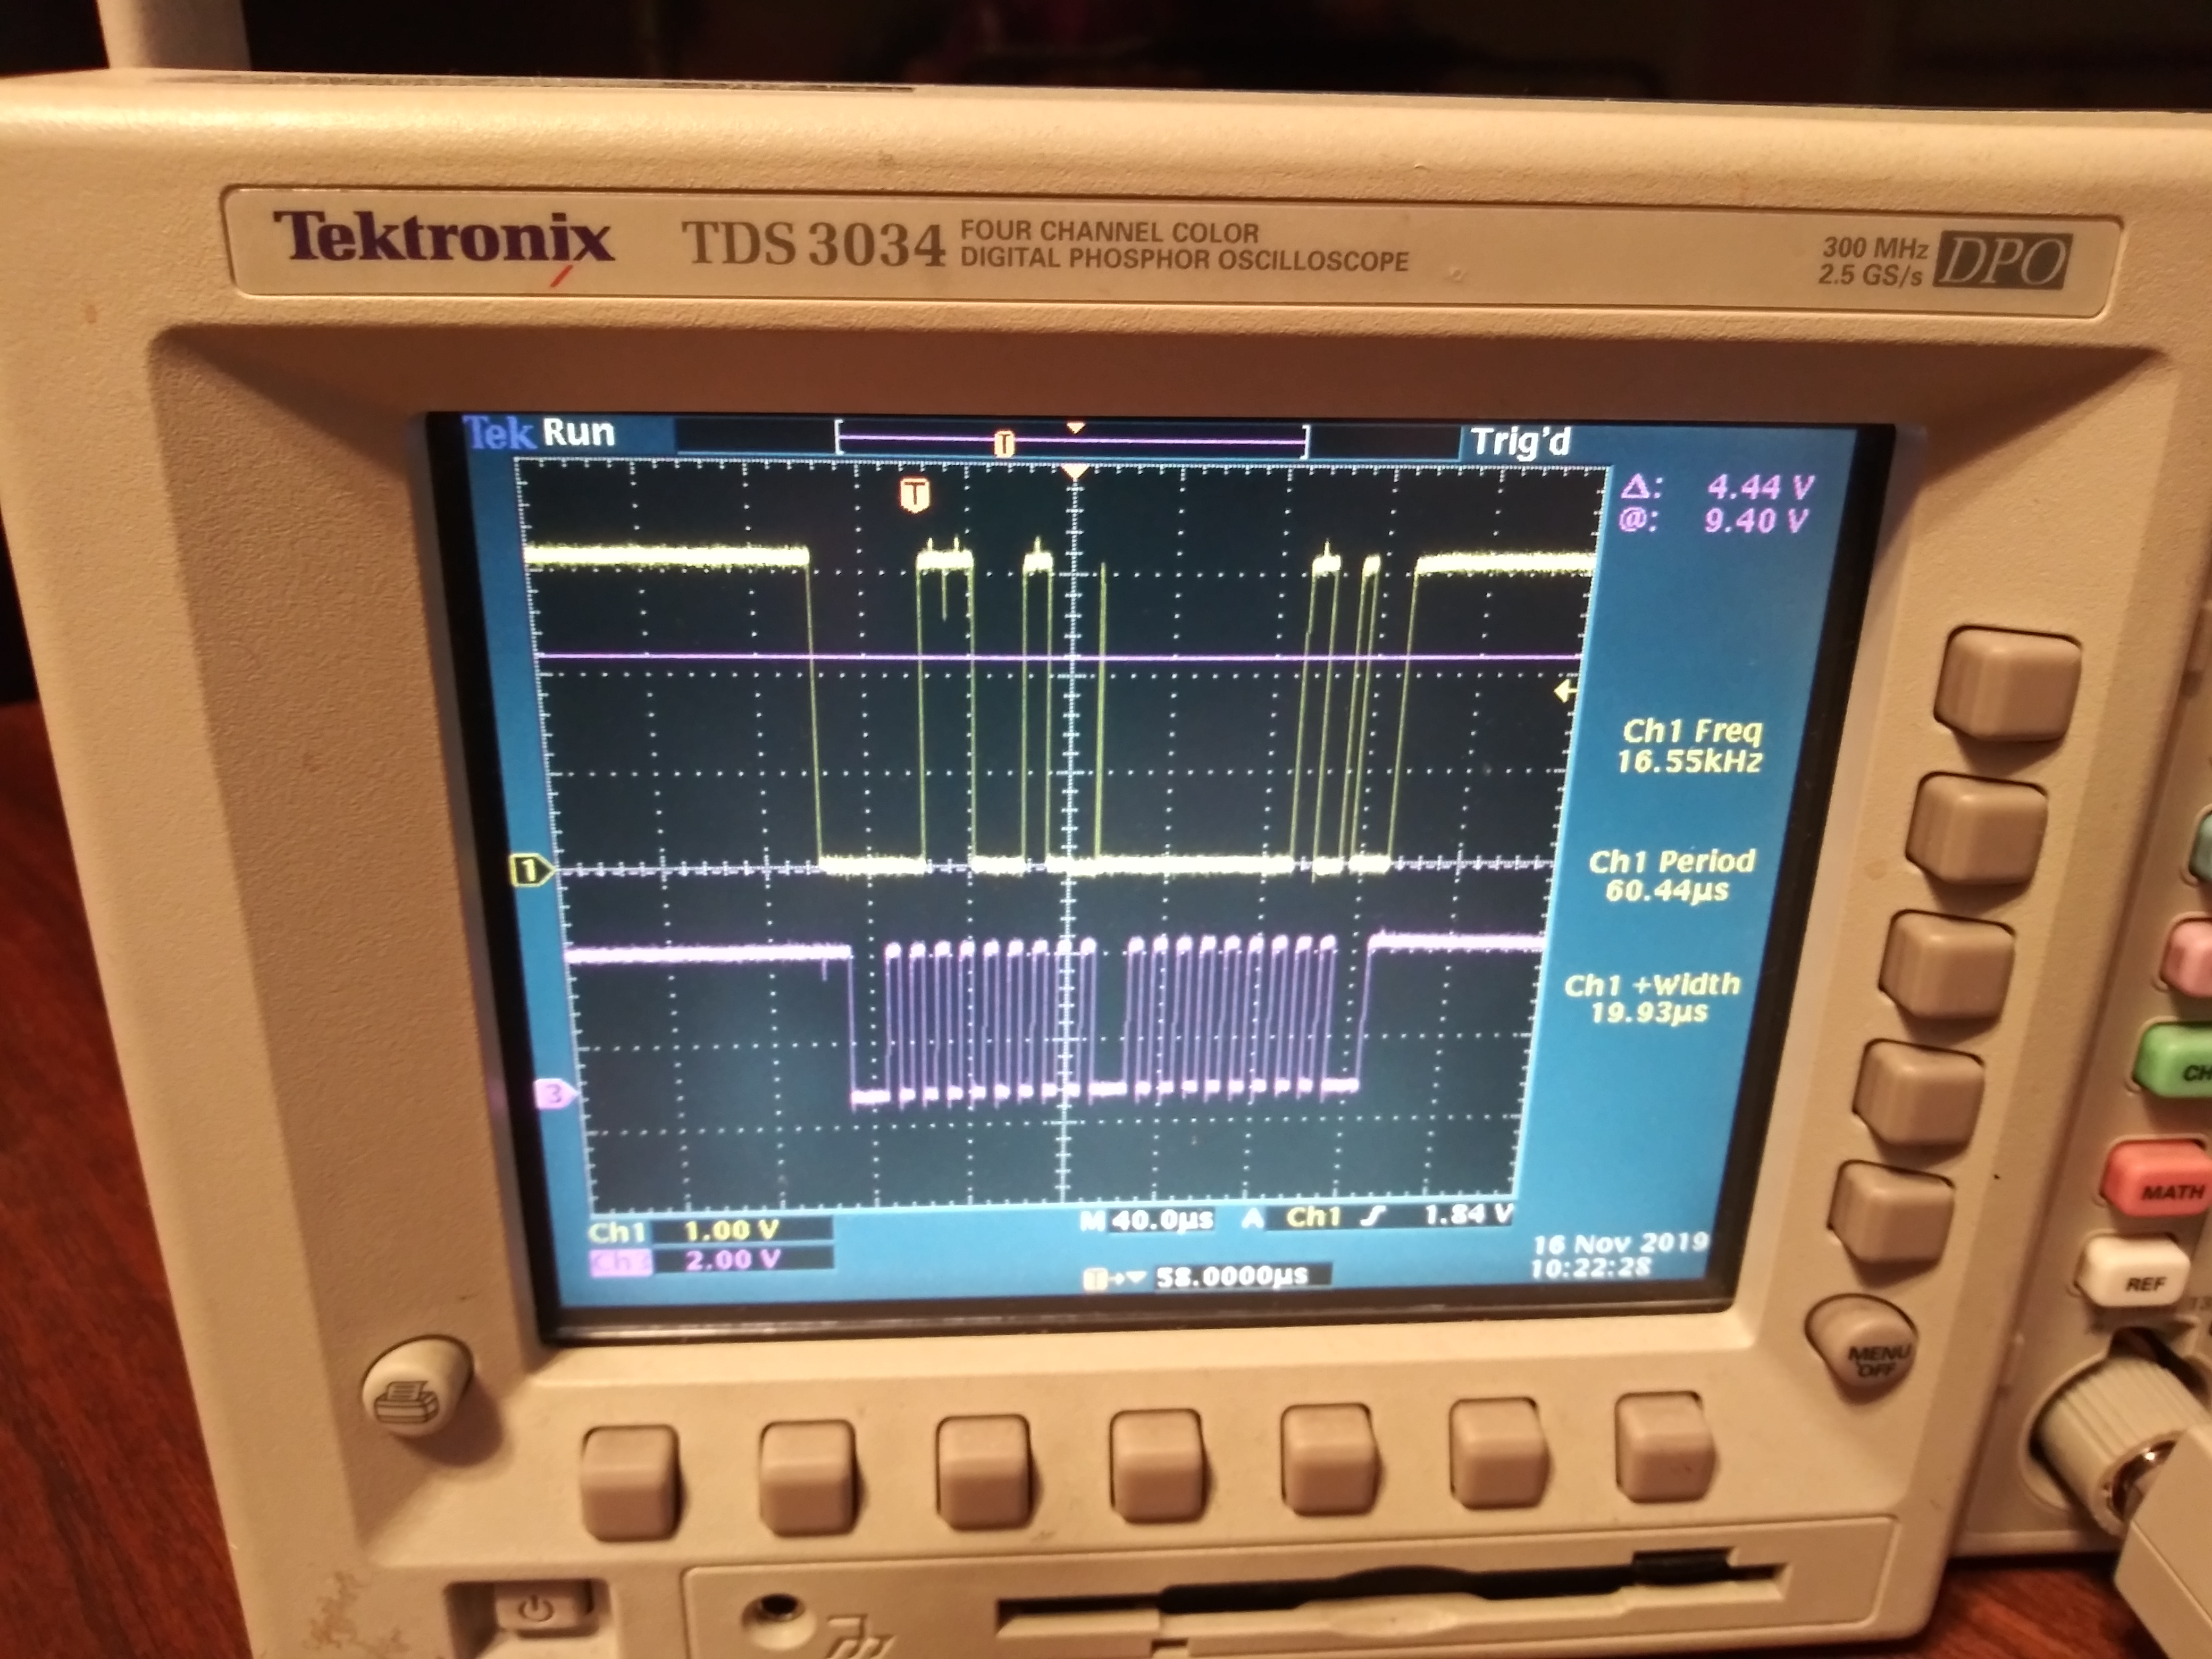 Tektronix TDS 3034 FOUR CHANNEL COLOR
DIGITAL PHOSPHOR OSCILLOSCOPE
300 MHz
2.5 GS/s
DPO
Tek Run
Trig'd
T
T
Δ: 4.44 V
@: 9.40 V
Ch1 Freq
16.55kHz
1
Ch1 Period
60.44µs
Ch1 +Width
19.93µs
3
Ch1 1.00 V
M 40.0µs A Ch1 1.84 V
Ch3 2.00 V
58.0000µs
16 Nov 2019
10:22:28
CH
MATH
REF
MENU
OFF